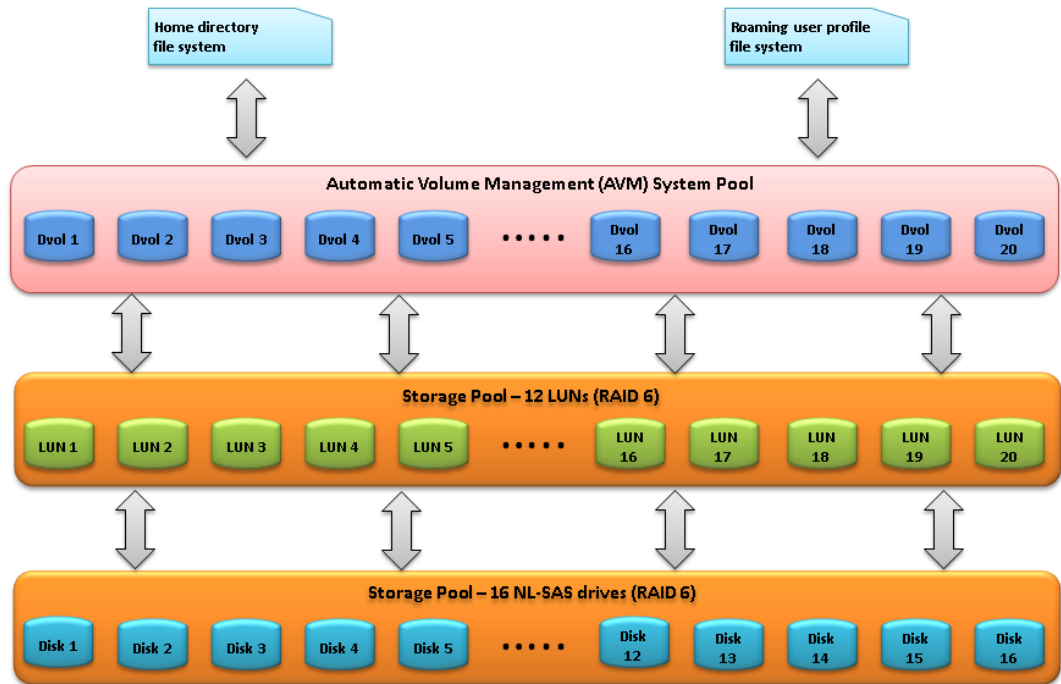 Home directory
file system
Roaming user profile
file system
Automatic Volume Management (AVM) System Pool
Dvol 1
Dvol 2
Dvol 3
Dvol 4
Dvol 5
.....
Dvol
16
Dvol
17
Dvol
18
Dvol
19
Dvol
20
Storage Pool – 12 LUNs (RAID 6)
LUN 1
LUN 2
LUN 3
LUN 4
LUN 5
.....
LUN
16
LUN
17
LUN
18
LUN
19
LUN
20
Storage Pool – 16 NL-SAS drives (RAID 6)
Disk 1
Disk 2
Disk 3
Disk 4
Disk 5
.....
Disk
12
Disk
13
Disk
14
Disk
15
Disk
16